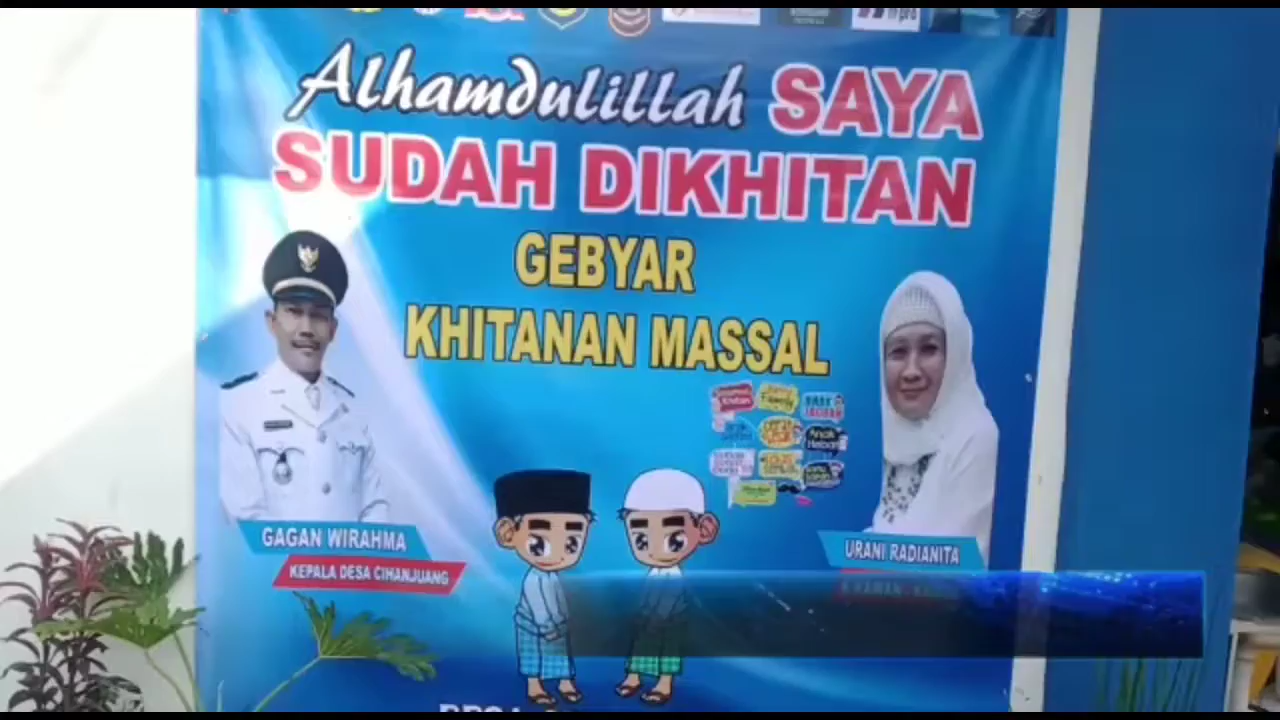 Alhamdulillah SAYA
SUDAH DIKHITAN
GEBYAR
KHITANAN MASSAL
GAGAN WIRAHMA
KEPALA DESA CIHANJUANG
URANI RADIANITA